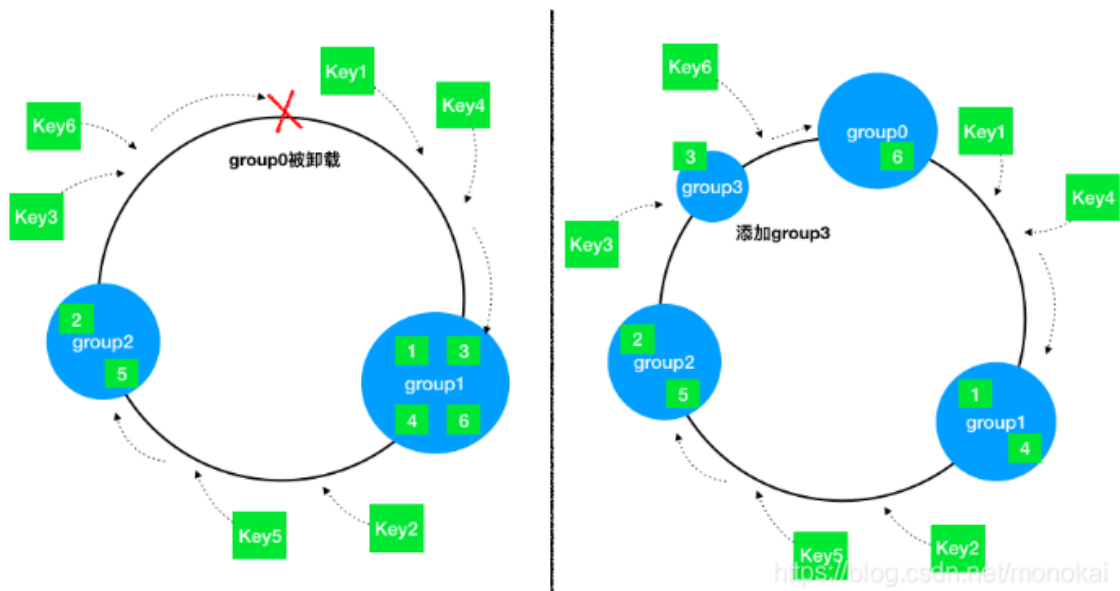 Key1
Key4
Key6
group0被卸载
Key3
2
group2
5
1
3
group1
4
6
Key5
Key2
Key6
group0
6
3
group3
Key1
Key4
Key3
添加group3
2
group2
5
1
group1
4
Key5
Key2
https://blog.csdn.net/monokai